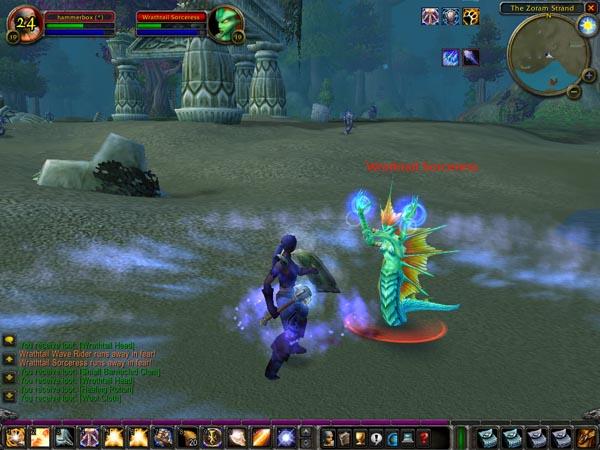 hammerbox (*)
Wrathtail Sorceress
The Zoram Strand
N
24
19
19
Wrathtail Sorceress
You receive loot: [Wrathtail Head]
Wrathtail Wave Rider runs away in fear!
Wrathtail Sorceress runs away in fear!
You receive loot: [Small Barnacled Clam]
You receive loot: [Wrathtail Head]
You receive loot: [Healing Potion]
You receive loot: [Wool Cloth]